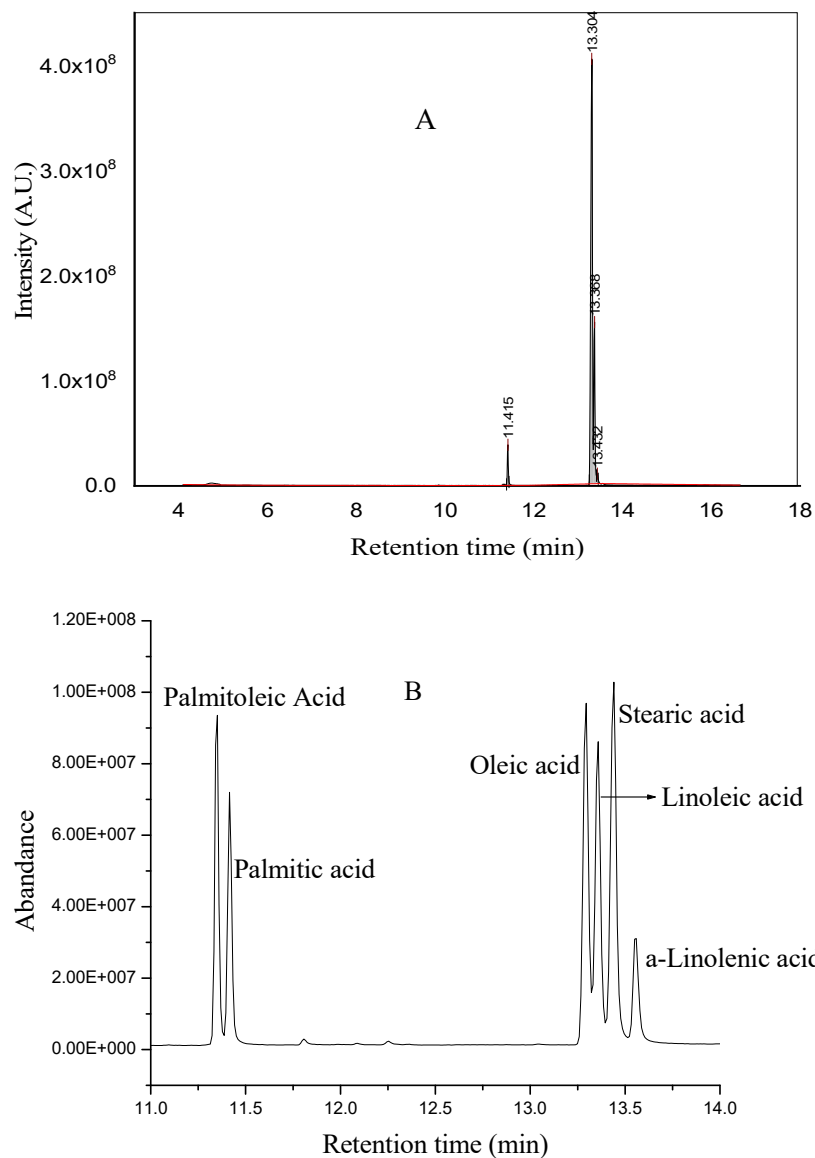 13.304
4.0x10⁸
A
3.0x10⁸
Intensity (A.U.)
2.0x10⁸
13.368
1.0x10⁸
11.415
13.432
0.0
4 6 8 10 12 14 16 18
Retention time (min)
1.20E+008
B
1.00E+008
Palmitoleic Acid
Stearic acid
Oleic acid
8.00E+007
Linoleic acid
6.00E+007
Palmitic acid
Abandance
4.00E+007
a-Linolenic acid
2.00E+007
0.00E+000
11.0 11.5 12.0 12.5 13.0 13.5 14.0
Retention time (min)